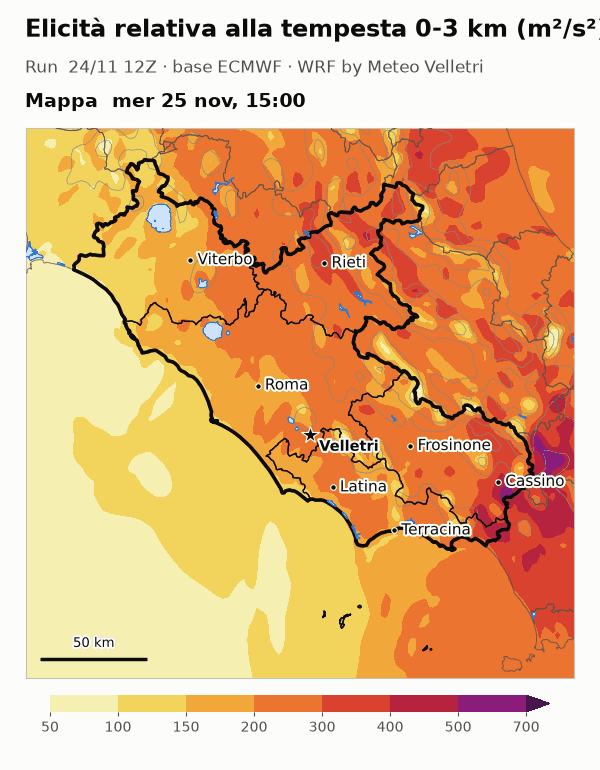 Elicità relativa alla tempesta 0-3 km (m²/s²)
Run 24/11 12Z · base ECMWF · WRF by Meteo Velletri
Mappa mer 25 nov, 15:00
Viterbo
Rieti
Roma
Velletri
Frosinone
Latina
Cassino
Terracina
50 km
50 100 150 200 300 400 500 700